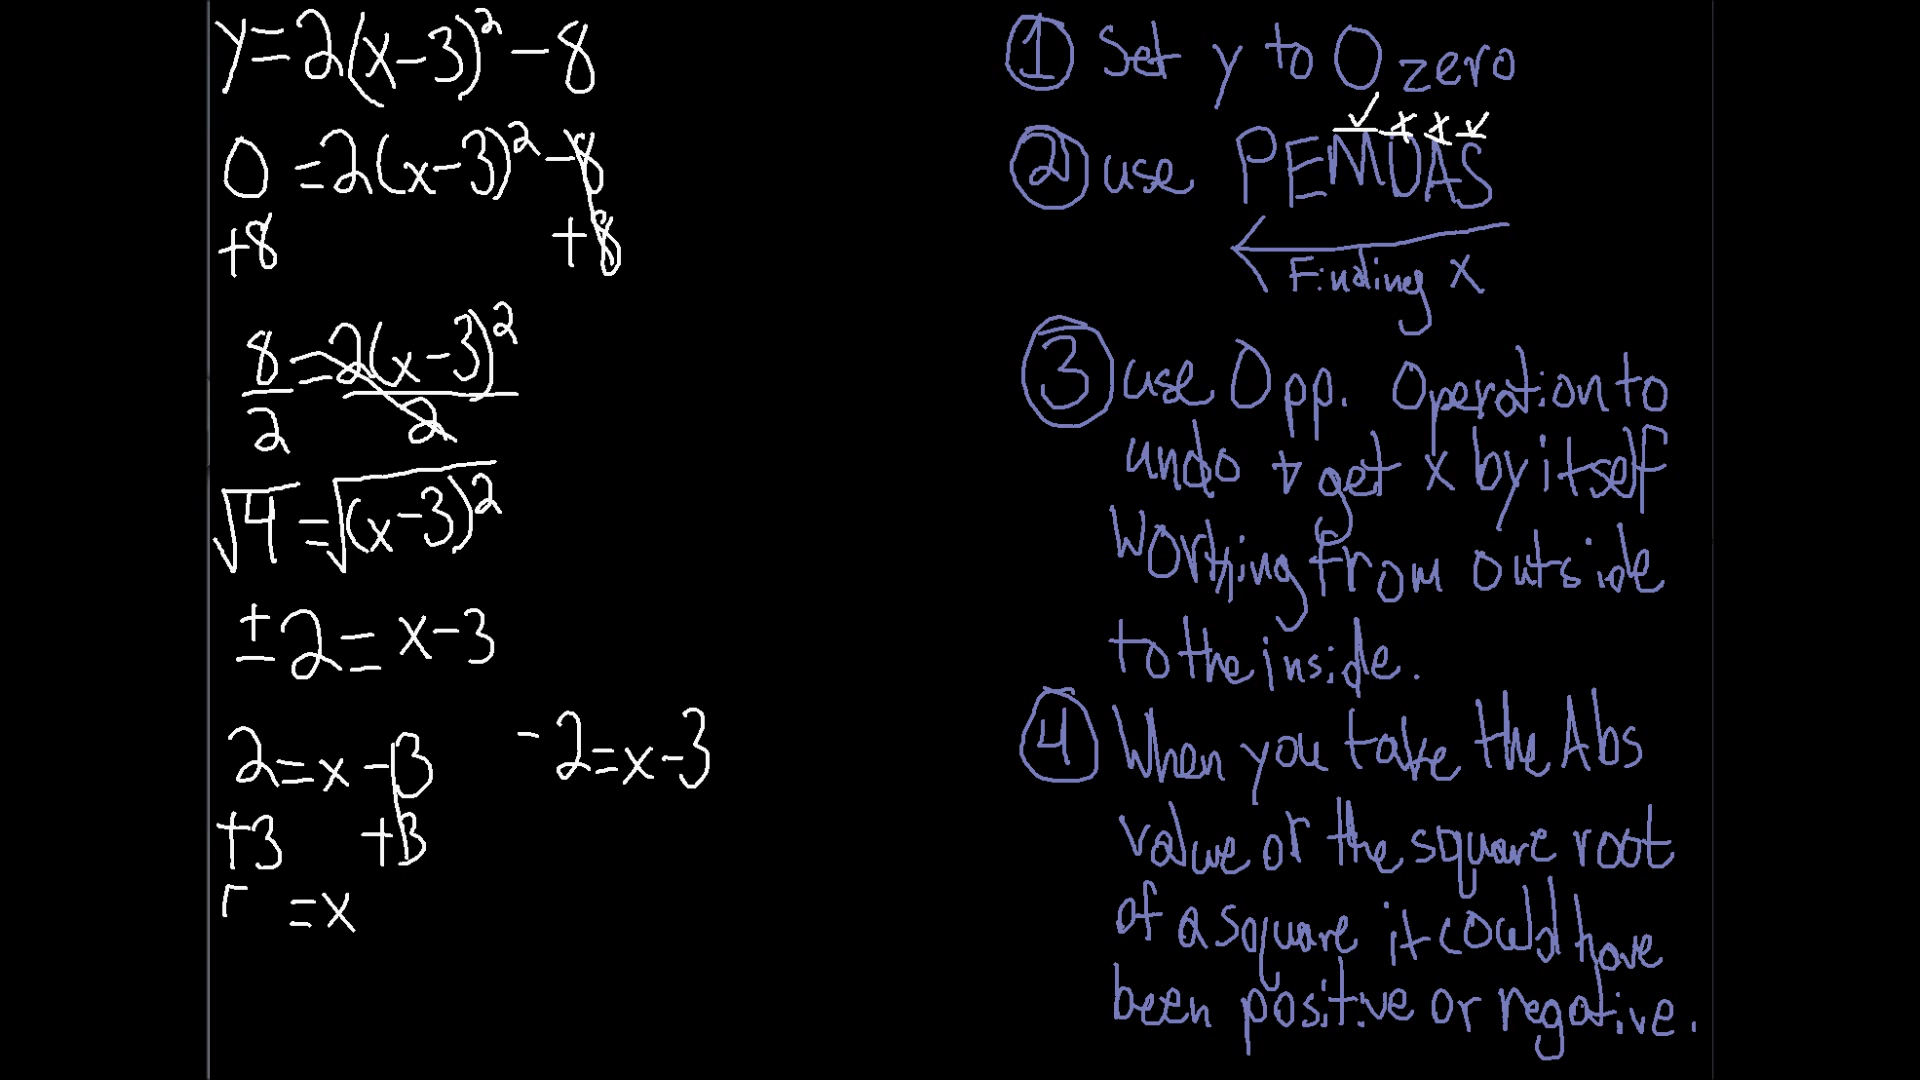 y=2(x-3)²-8
0=2(x-3)²-8
+8 +8
8=2(x-3)²
2 2
√4=√(x-3)²
±2=x-3
2=x-3 -2=x-3
+3 +3
=x
① Set y to 0 zero
② use PEMDAS
Finding x
③ use Opp. Operation to
undo + get x by itself
Working from outside
to the inside.
④ When you take the Abs
value or the square root
of a square it could have
been positive or negative.